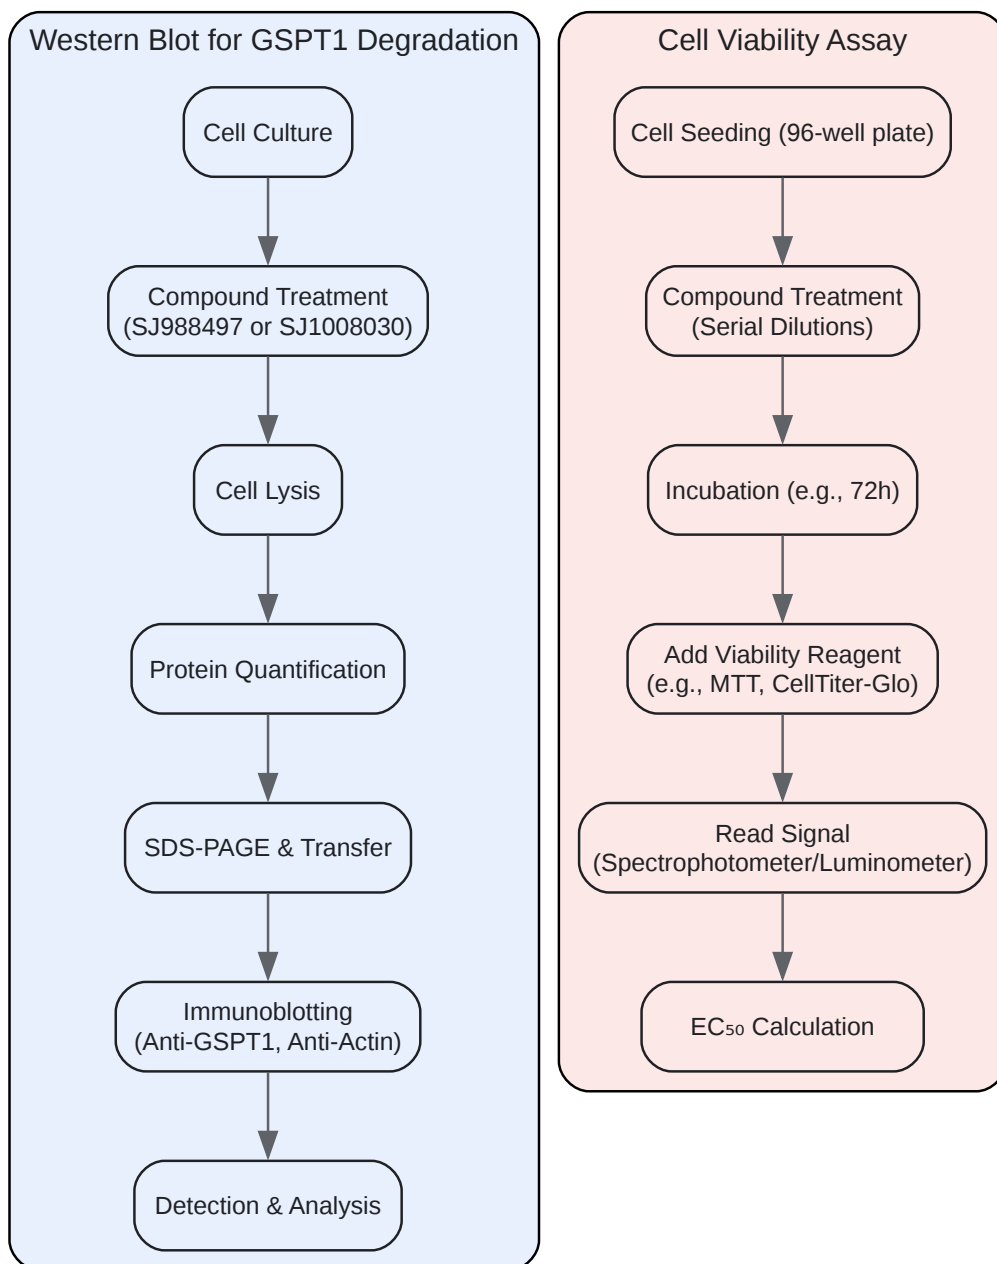 Western Blot for GSPT1 Degradation
Cell Culture
Compound Treatment
(SJ988497 or SJ1008030)
Cell Lysis
Protein Quantification
SDS-PAGE & Transfer
Immunoblotting
(Anti-GSPT1, Anti-Actin)
Detection & Analysis
Cell Viability Assay
Cell Seeding (96-well plate)
Compound Treatment
(Serial Dilutions)
Incubation (e.g., 72h)
Add Viability Reagent
(e.g., MTT, CellTiter-Glo)
Read Signal
(Spectrophotometer/Luminometer)
EC₅₀ Calculation